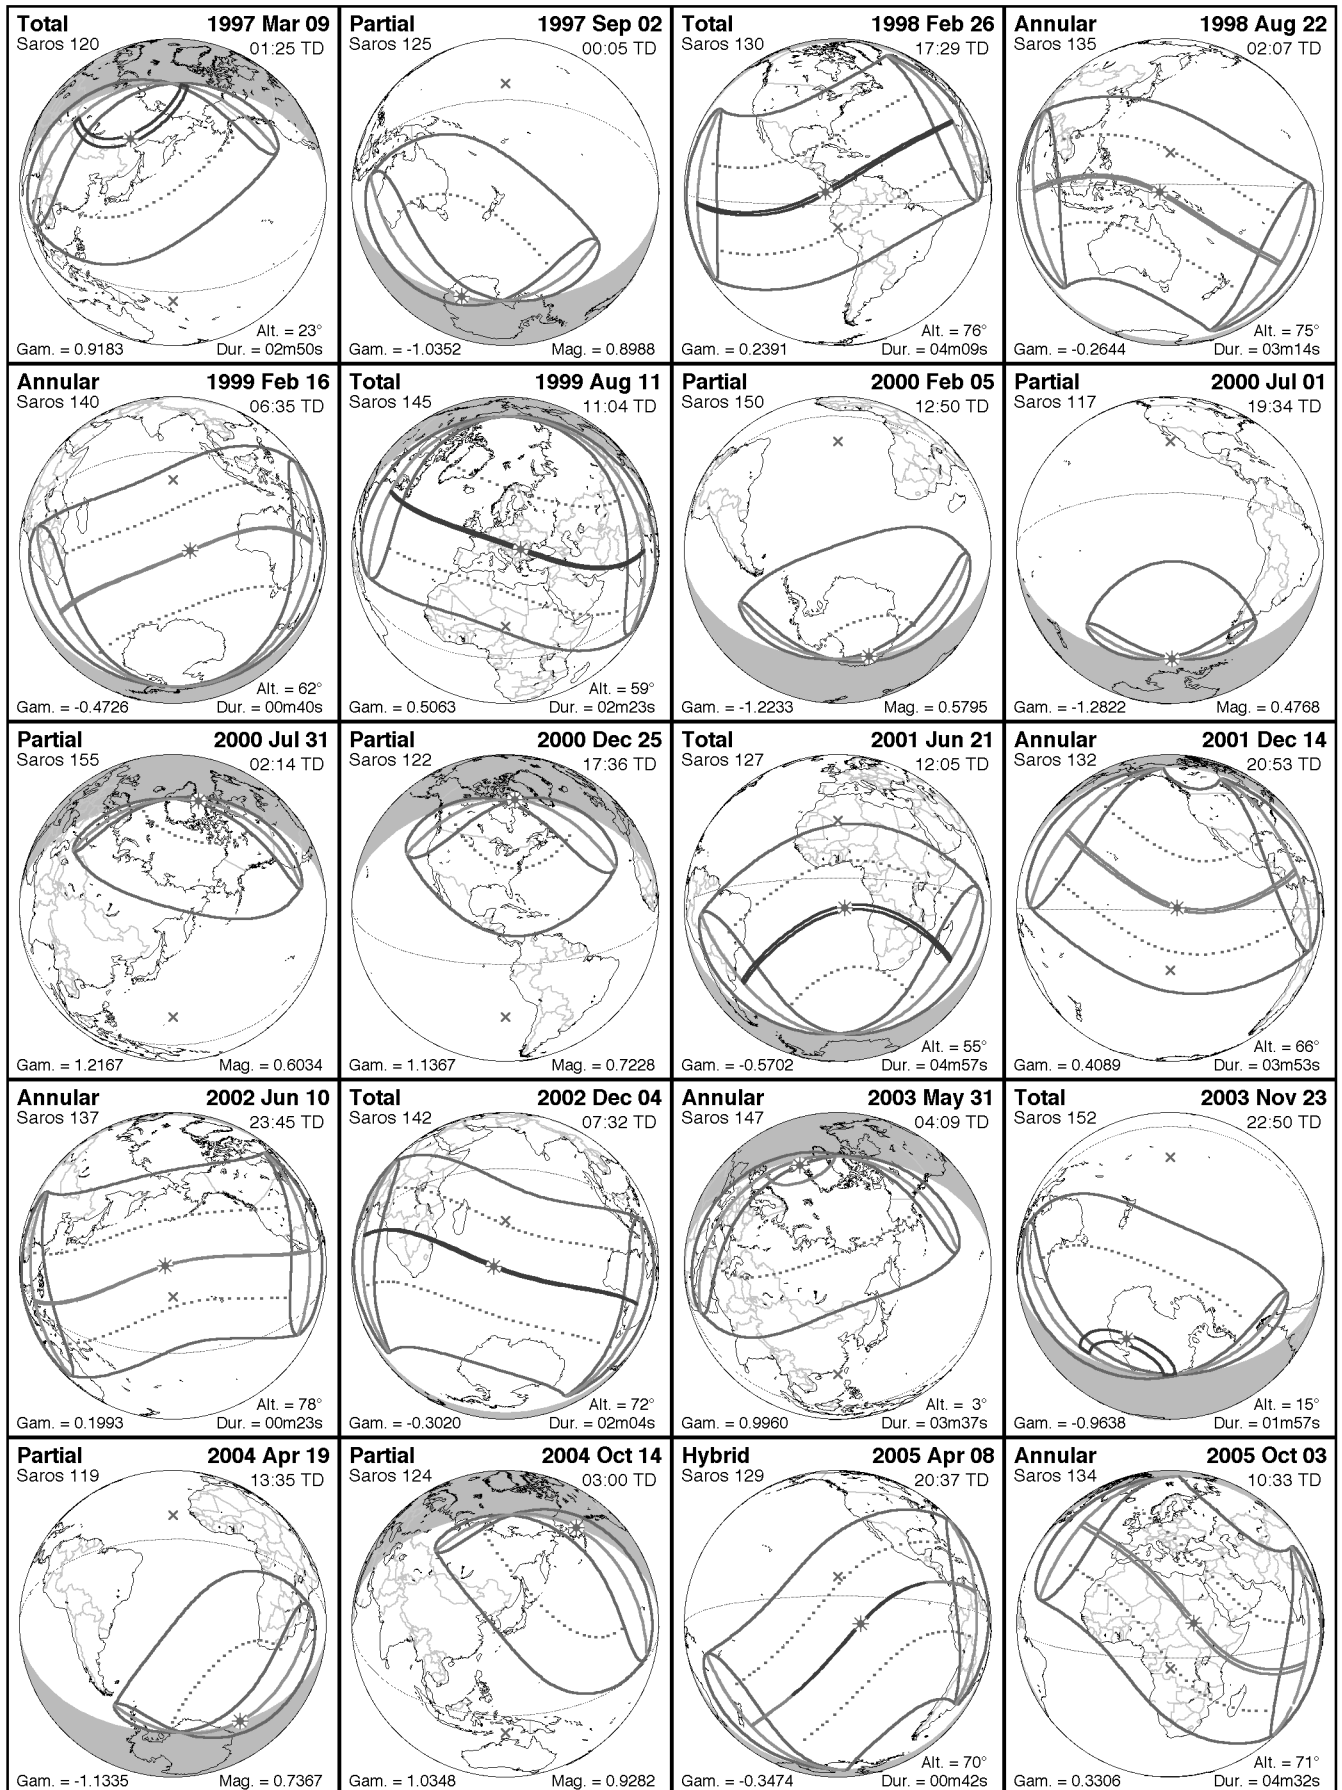 Total 1997 Mar 09
Saros 120 01:25 TD
Alt. = 23°
Gam. = 0.9183 Dur. = 02m50s
Partial 1997 Sep 02
Saros 125 00:05 TD
Gam. = -1.0352 Mag. = 0.8988
Total 1998 Feb 26
Saros 130 17:29 TD
Alt. = 76°
Gam. = 0.2391 Dur. = 04m09s
Annular 1998 Aug 22
Saros 135 02:07 TD
Alt. = 75°
Gam. = -0.2644 Dur. = 03m14s
Annular 1999 Feb 16
Saros 140 06:35 TD
Alt. = 62°
Gam. = -0.4726 Dur. = 00m40s
Total 1999 Aug 11
Saros 145 11:04 TD
Alt. = 59°
Gam. = 0.5063 Dur. = 02m23s
Partial 2000 Feb 05
Saros 150 12:50 TD
Gam. = -1.2233 Mag. = 0.5795
Partial 2000 Jul 01
Saros 117 19:34 TD
Gam. = -1.2822 Mag. = 0.4768
Partial 2000 Jul 31
Saros 155 02:14 TD
Gam. = 1.2167 Mag. = 0.6034
Partial 2000 Dec 25
Saros 122 17:36 TD
Gam. = 1.1367 Mag. = 0.7228
Total 2001 Jun 21
Saros 127 12:05 TD
Alt. = 55°
Gam. = -0.5702 Dur. = 04m57s
Annular 2001 Dec 14
Saros 132 20:53 TD
Alt. = 66°
Gam. = 0.4089 Dur. = 03m53s
Annular 2002 Jun 10
Saros 137 23:45 TD
Alt. = 78°
Gam. = 0.1993 Dur. = 00m23s
Total 2002 Dec 04
Saros 142 07:32 TD
Alt. = 72°
Gam. = -0.3020 Dur. = 02m04s
Annular 2003 May 31
Saros 147 04:09 TD
Alt. = 3°
Gam. = 0.9960 Dur. = 03m37s
Total 2003 Nov 23
Saros 152 22:50 TD
Alt. = 15°
Gam. = -0.9638 Dur. = 01m57s
Partial 2004 Apr 19
Saros 119 13:35 TD
Gam. = -1.1335 Mag. = 0.7367
Partial 2004 Oct 14
Saros 124 03:00 TD
Gam. = 1.0348 Mag. = 0.9282
Hybrid 2005 Apr 08
Saros 129 20:37 TD
Alt. = 70°
Gam. = -0.3474 Dur. = 00m42s
Annular 2005 Oct 03
Saros 134 10:33 TD
Alt. = 71°
Gam. = 0.3306 Dur. = 04m32s